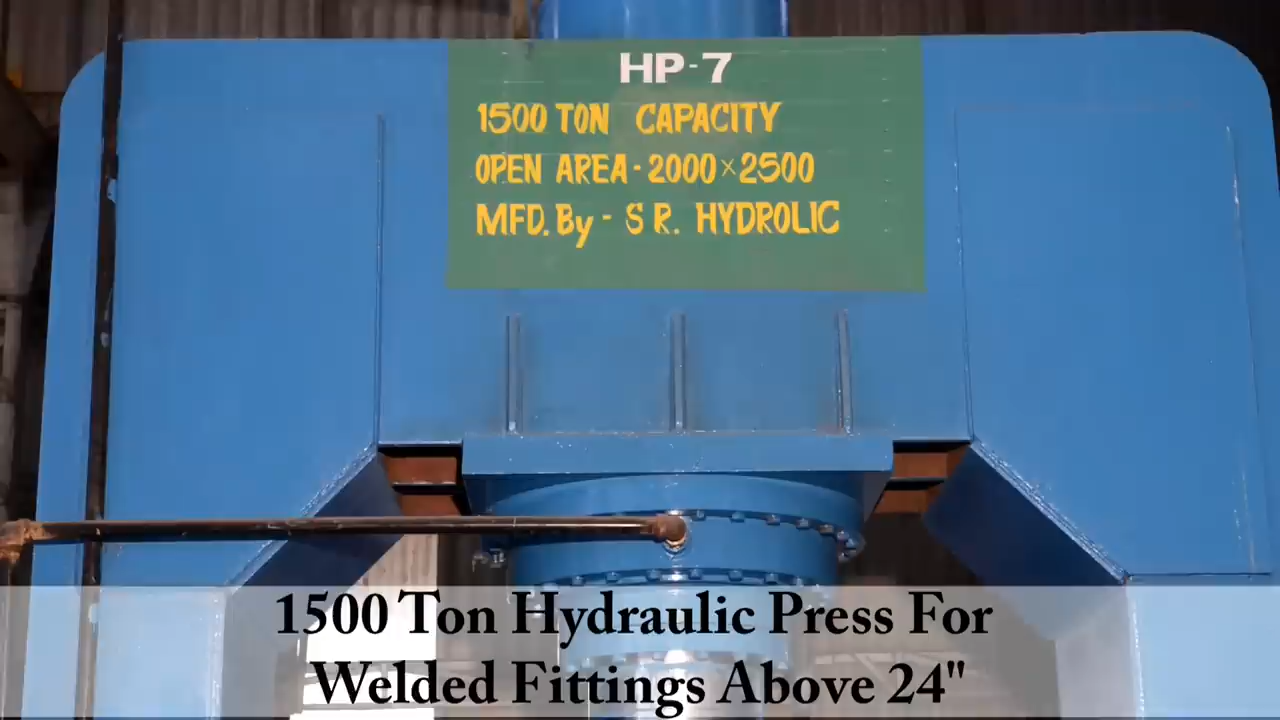 HP-7
1500 TON CAPACITY
OPEN AREA-2000×2500
MFD. By - S R. HYDROLIC
1500 Ton Hydraulic Press For
Welded Fittings Above 24"